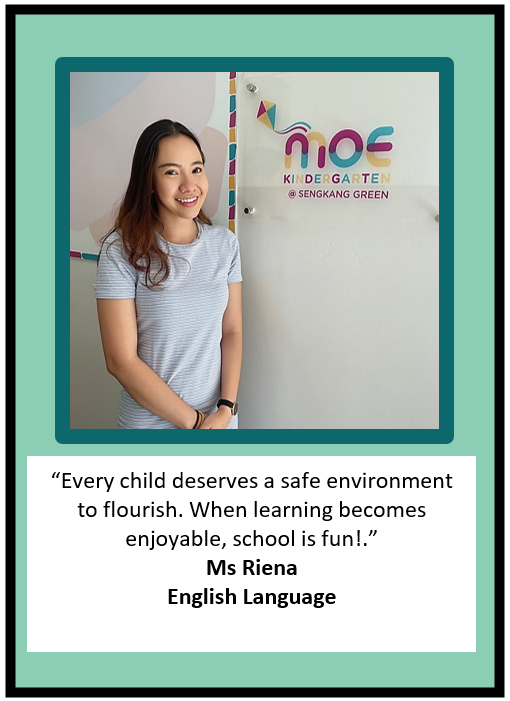 MOE
KINDERGARTEN
@ SENGKANG GREEN
“Every child deserves a safe environment
to flourish. When learning becomes
enjoyable, school is fun!.”
Ms Riena
English Language